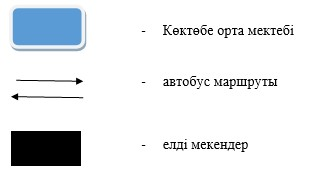 - Көктөбе орта мектебі
- автобус маршруты
- елді мекендер